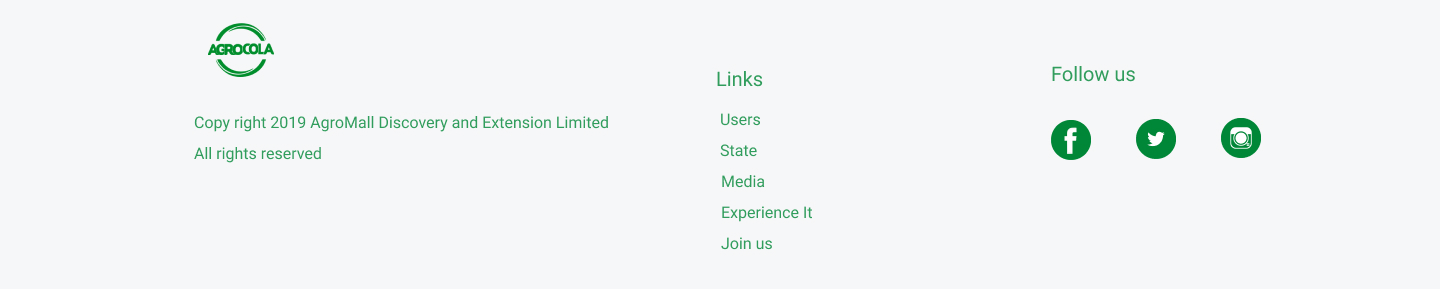 AGROCOLA
Copy right 2019 AgroMall Discovery and Extension Limited
All rights reserved
Links
Users
State
Media
Experience It
Join us
Follow us